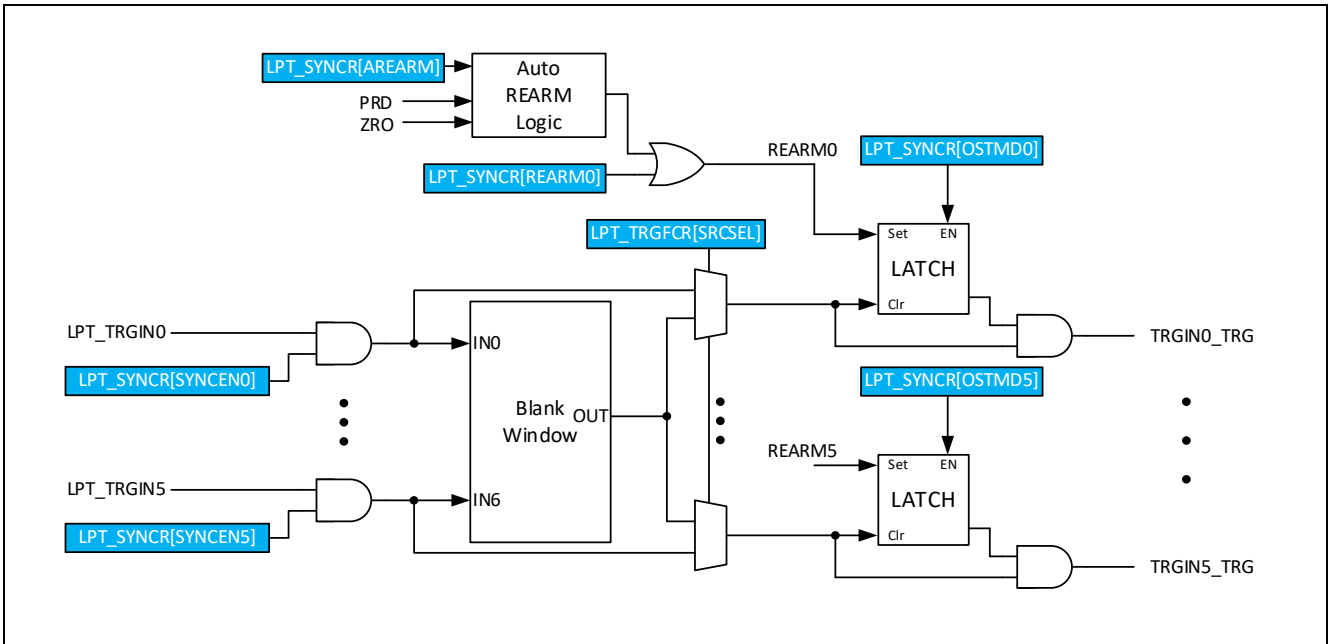 LPT_SYNCR[AREARM]
PRD
ZRO
Auto
REARM
Logic
LPT_SYNCR[REARM0]
REARM0
LPT_SYNCR[OSTMD0]
LPT_TRGFCR[SRCSEL]
Set EN
LATCH
Clr
LPT_TRGIN0
LPT_SYNCR[SYNCEN0]
IN0
Blank
Window
OUT
IN6
TRGIN0_TRG
LPT_SYNCR[OSTMD5]
REARM5
Set EN
LATCH
Clr
LPT_TRGIN5
LPT_SYNCR[SYNCEN5]
TRGIN5_TRG